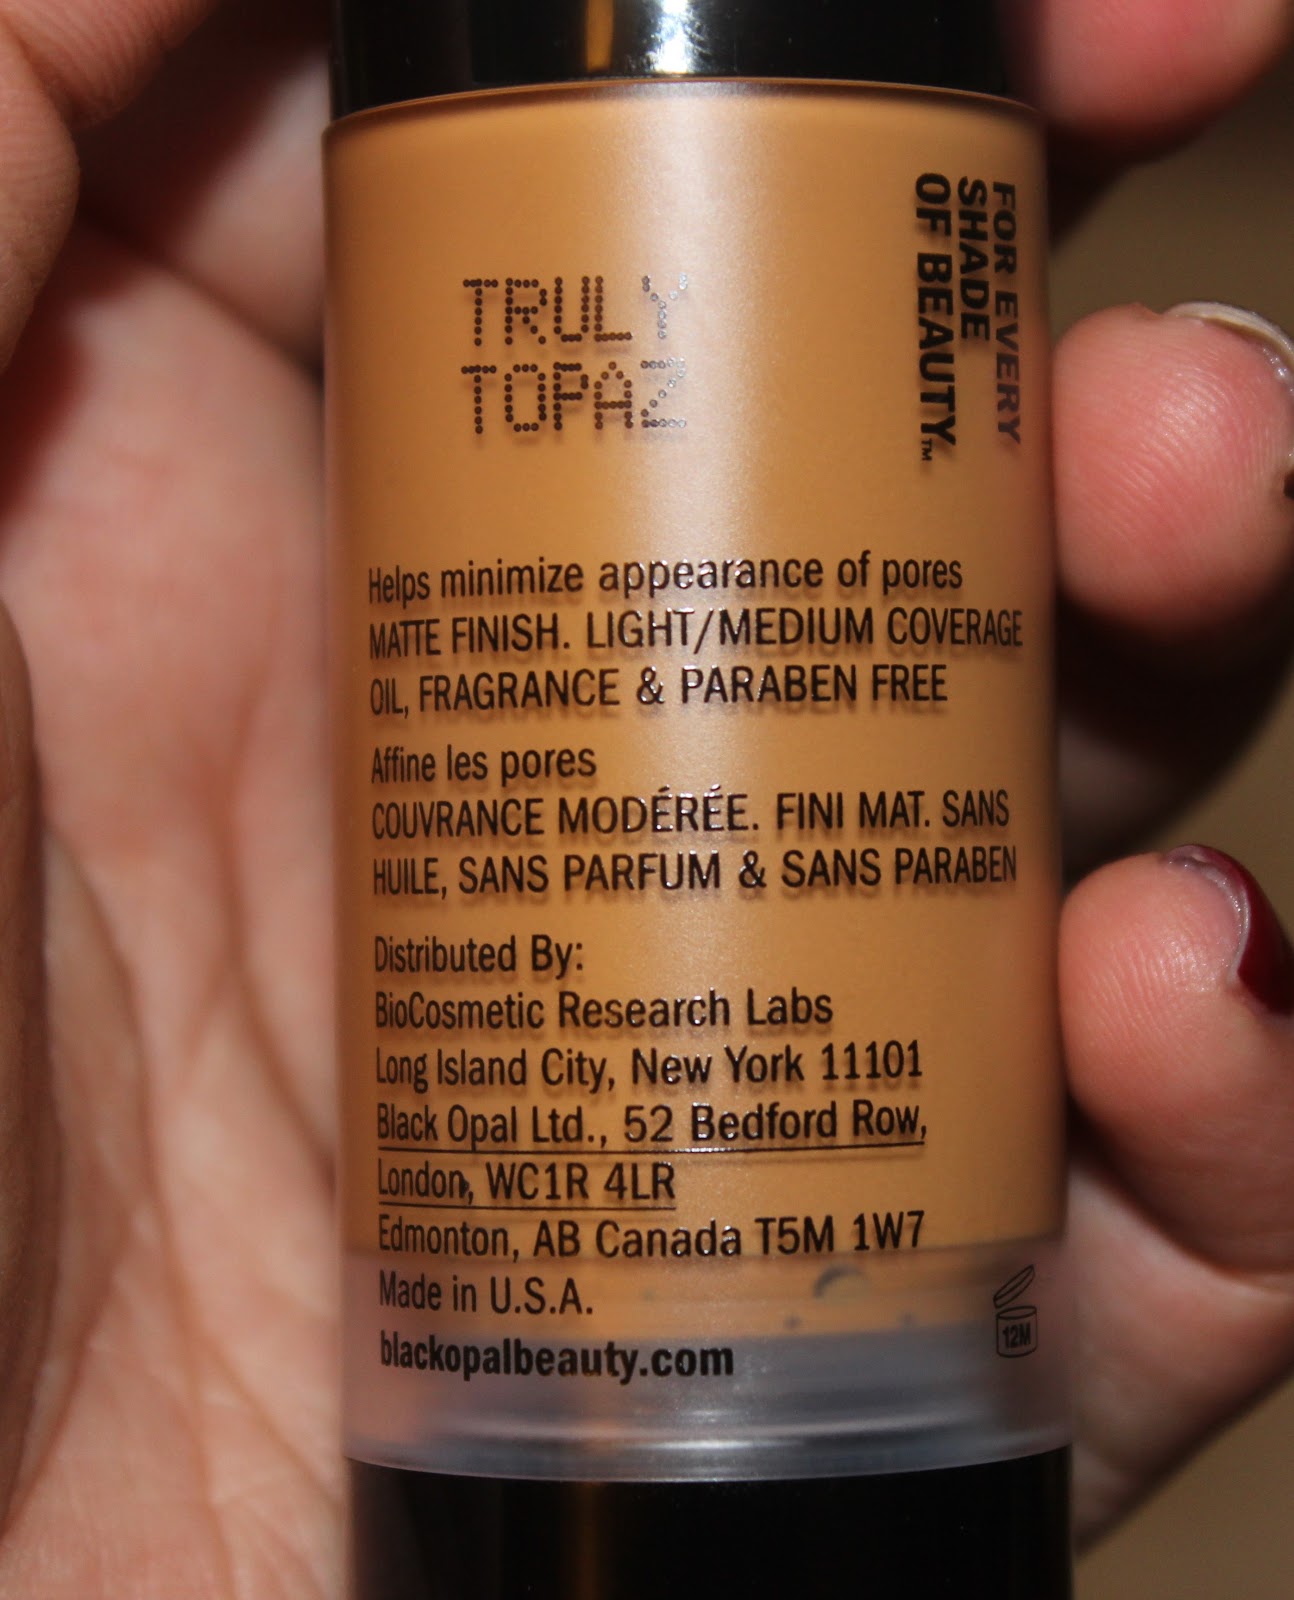 FOR EVERY
SHADE
OF BEAUTY™
TRULY
TOPAZ
Helps minimize appearance of pores
MATTE FINISH. LIGHT/MEDIUM COVERAGE
OIL, FRAGRANCE & PARABEN FREE
Affine les pores
COUVRANCE MODÉRÉE. FINI MAT. SANS
HUILE, SANS PARFUM & SANS PARABEN
Distributed By:
BioCosmetic Research Labs
Long Island City, New York 11101
Black Opal Ltd., 52 Bedford Row,
London, WC1R 4LR
Edmonton, AB Canada T5M 1W7
Made in U.S.A.
blackopalbeauty.com
12M